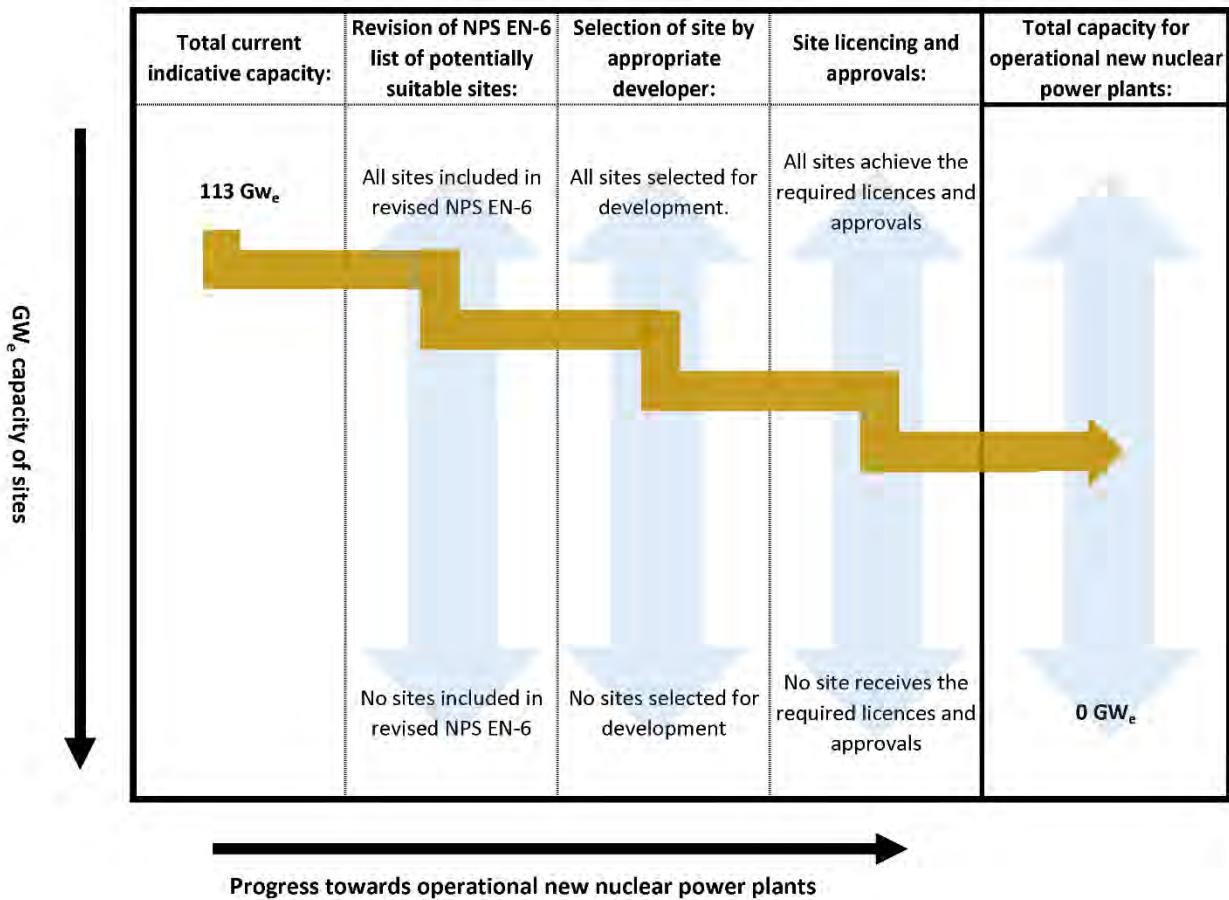 Total current
indicative capacity:
Revision of NPS EN-6
list of potentially
suitable sites:
Selection of site by
appropriate
developer:
Site licencing and
approvals:
Total capacity for
operational new nuclear
power plants:
113 Gwₑ
All sites included in
revised NPS EN-6
All sites selected for
development.
All sites achieve the
required licences and
approvals
GWₑ capacity of sites
No sites included in
revised NPS EN-6
No sites selected for
development
No site receives the
required licences and
approvals
0 GWₑ
Progress towards operational new nuclear power plants